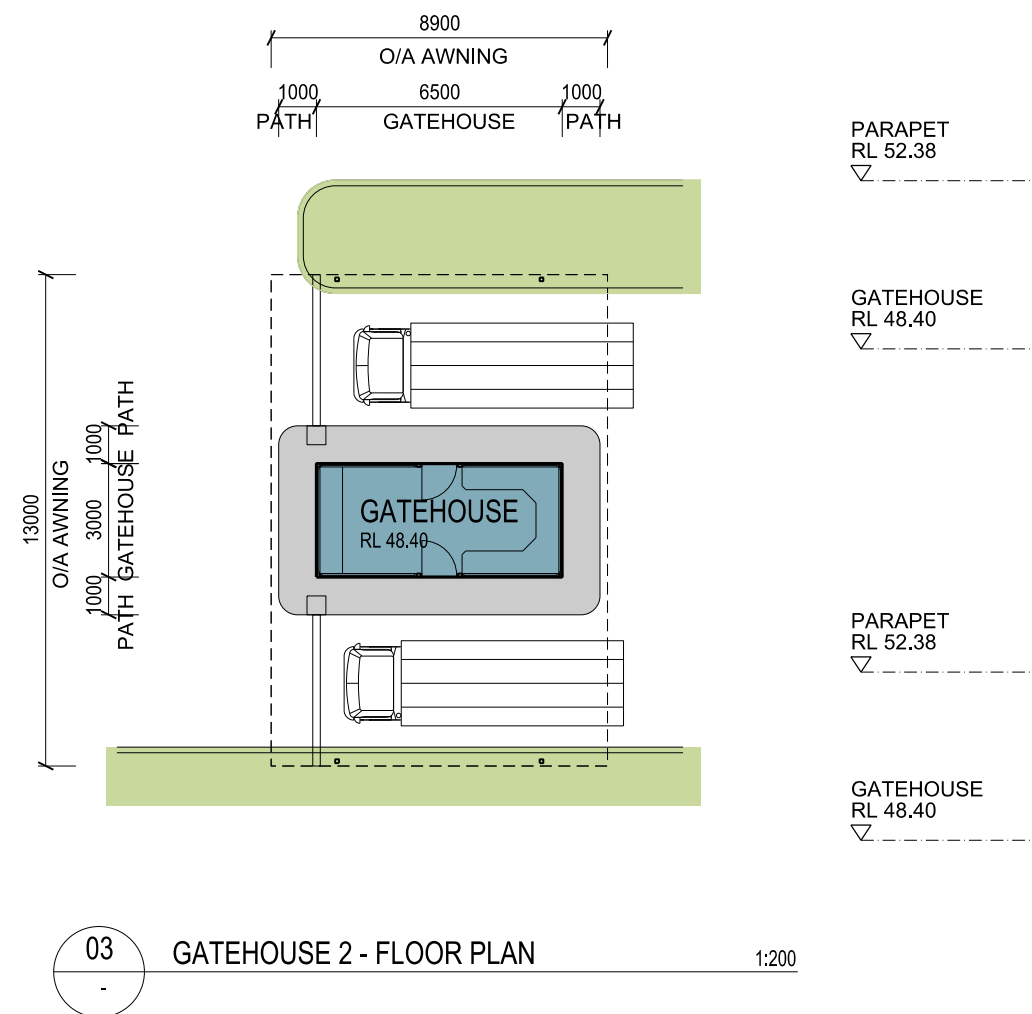 8900
O/A AWNING
1000 6500 1000
PATH GATEHOUSE PATH
PARAPET
RL 52.38
GATEHOUSE
RL 48.40
13000
O/A AWNING
1000 3000 1000
PATH GATEHOUSE PATH
GATEHOUSE
RL 48.40
PARAPET
RL 52.38
GATEHOUSE
RL 48.40
03
-
GATEHOUSE 2 - FLOOR PLAN
1:200